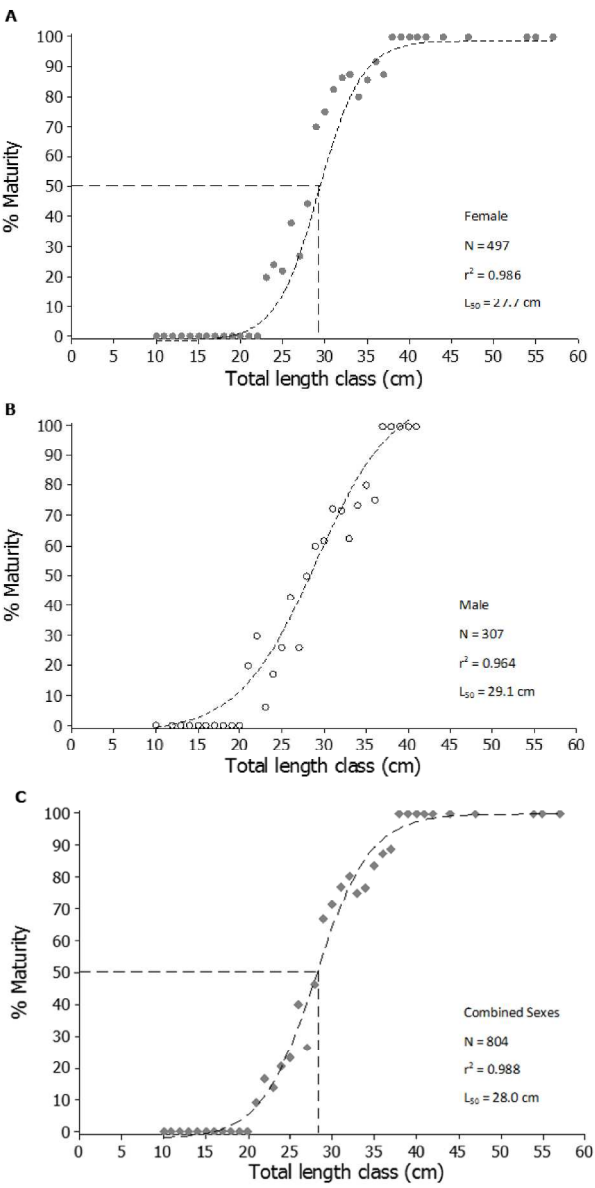 A
% Maturity
100
90
80
70
60
50
40
30
20
10
0
Female
N = 497
r² = 0.986
L₅₀ = 27.7 cm
0 5 10 15 20 25 30 35 40 45 50 55 60
Total length class (cm)
B
% Maturity
100
90
80
70
60
50
40
30
20
10
0
Male
N = 307
r² = 0.964
L₅₀ = 29.1 cm
0 5 10 15 20 25 30 35 40 45 50 55 60
Total length class (cm)
C
% Maturity
100
90
80
70
60
50
40
30
20
10
0
Combined Sexes
N = 804
r² = 0.988
L₅₀ = 28.0 cm
0 5 10 15 20 25 30 35 40 45 50 55 60
Total length class (cm)